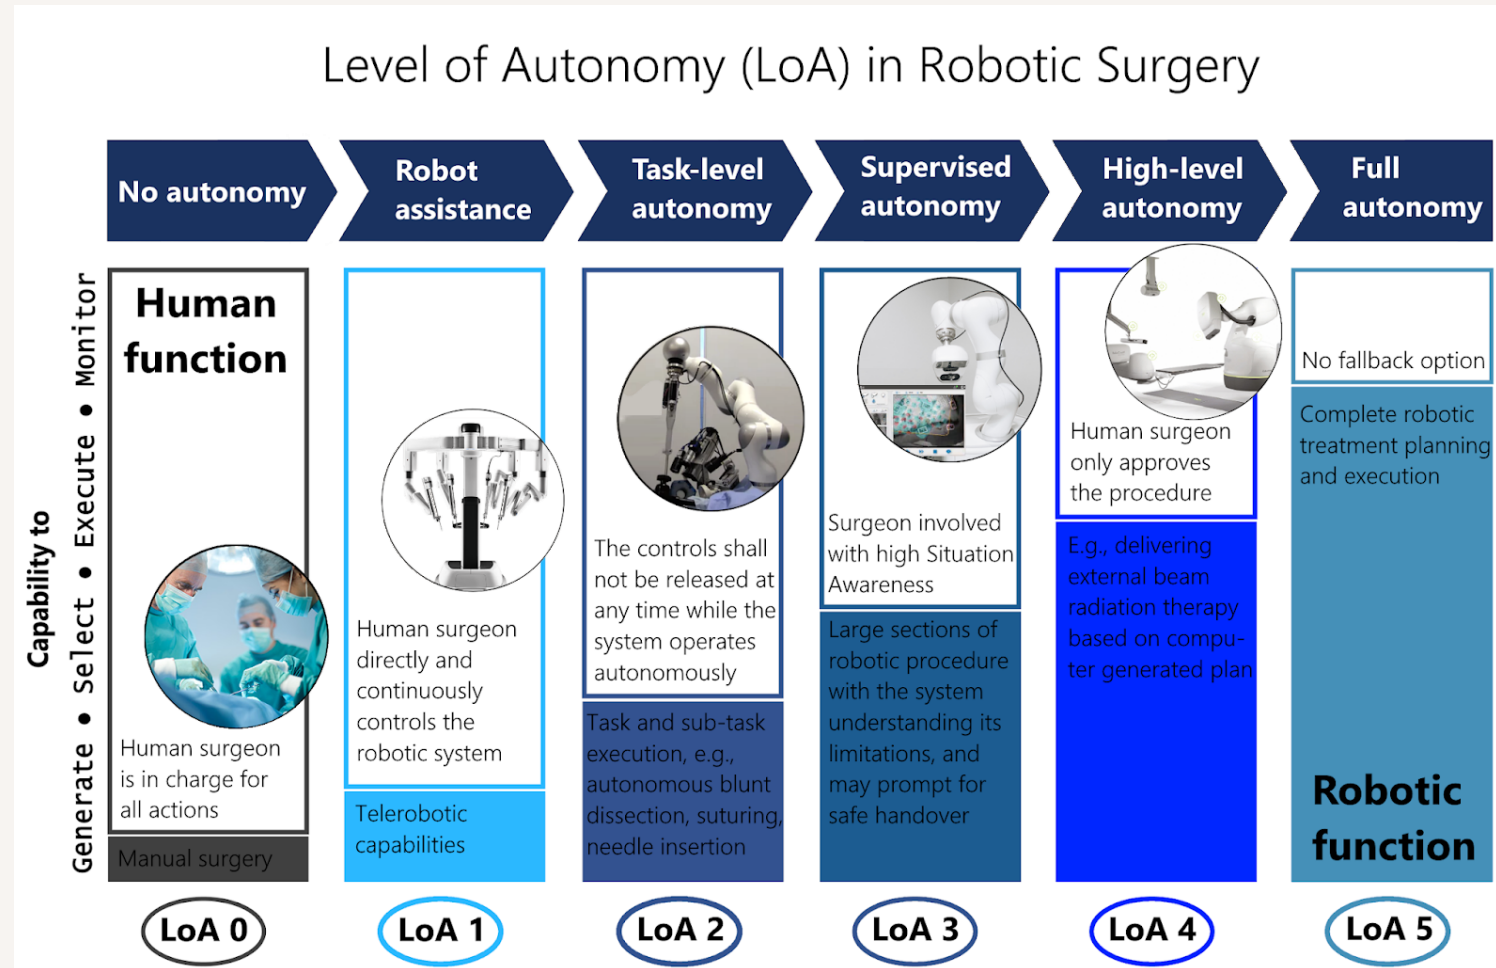 Level of Autonomy (LoA) in Robotic Surgery
No autonomy
Robot
assistance
Task-level
autonomy
Supervised
autonomy
High-level
autonomy
Full
autonomy
Capability to
Generate ● Select ● Execute ● Monitor
Human
function
Human surgeon
is in charge for
all actions
Manual surgery
LoA 0
Human surgeon
directly and
continuously
controls the
robotic system
Telerobotic
capabilities
LoA 1
The controls shall
not be released at
any time while the
system operates
autonomously
Task and sub-task
execution, e.g.,
autonomous blunt
dissection, suturing,
needle insertion
LoA 2
Surgeon involved
with high Situation
Awareness
Large sections of
robotic procedure
with the system
understanding its
limitations, and
may prompt for
safe handover
LoA 3
Human surgeon
only approves
the procedure
E.g., delivering
external beam
radiation therapy
based on compu-
ter generated plan
LoA 4
No fallback option
Complete robotic
treatment planning
and execution
Robotic
function
LoA 5